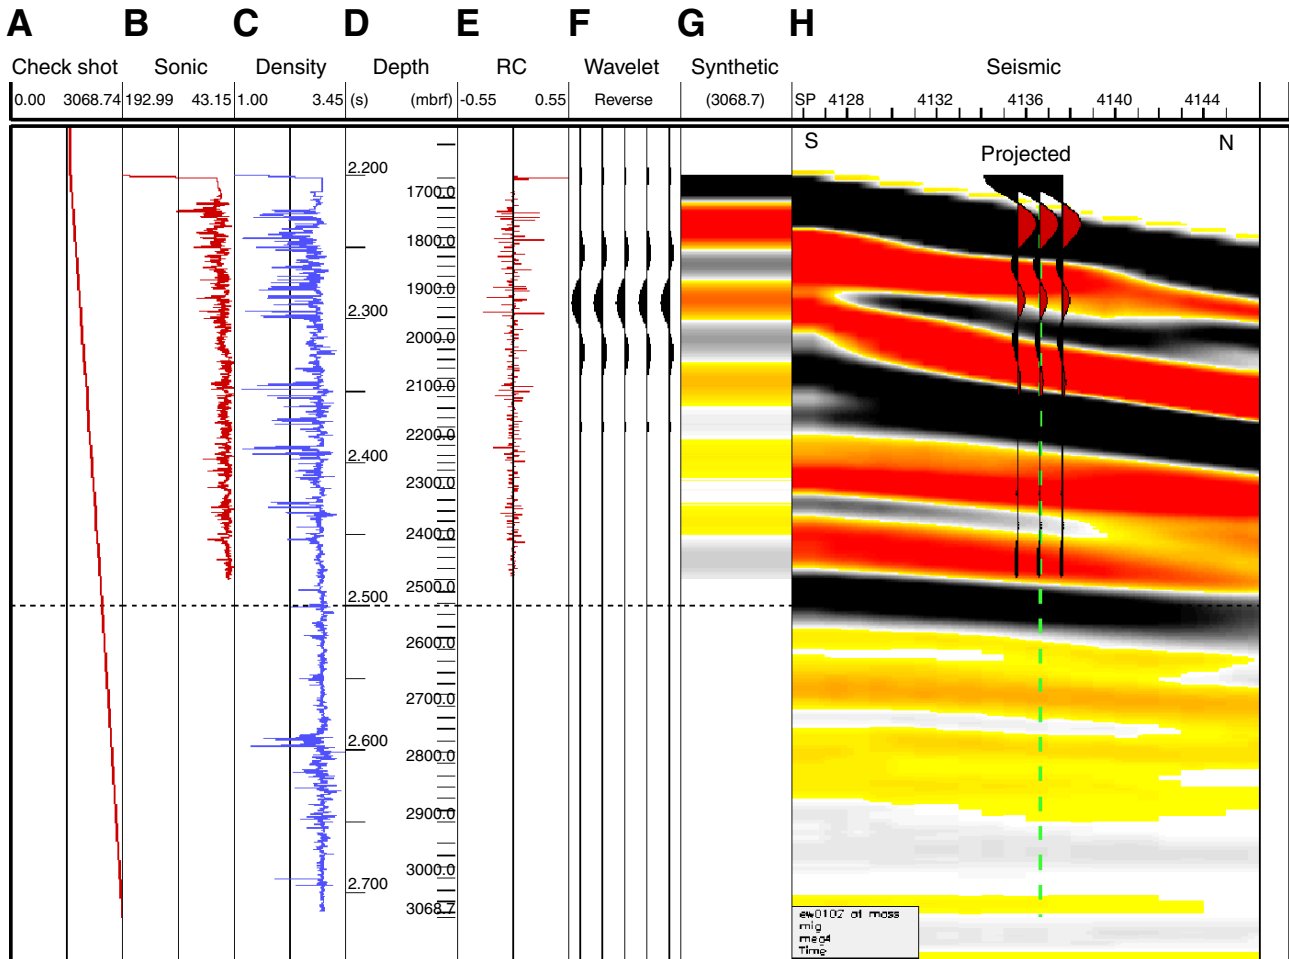 A B C D E F G H
Check shot Sonic Density Depth RC Wavelet Synthetic Seismic
0.00 3068.74 192.99 43.15 1.00 3.45 (s) (mbrf) -0.55 0.55 Reverse (3068.7) SP 4128 4132 4136 4140 4144
S N
Projected
2.200
1700.0
1800.0
1900.0
2.300
2000.0
2100.0
2200.0
2.400
2300.0
2400.0
2500.0
2.500
2600.0
2700.0
2.600
2800.0
2900.0
3000.0
2.700
3068.7
ew0102 at moss
mig
meg4
Time